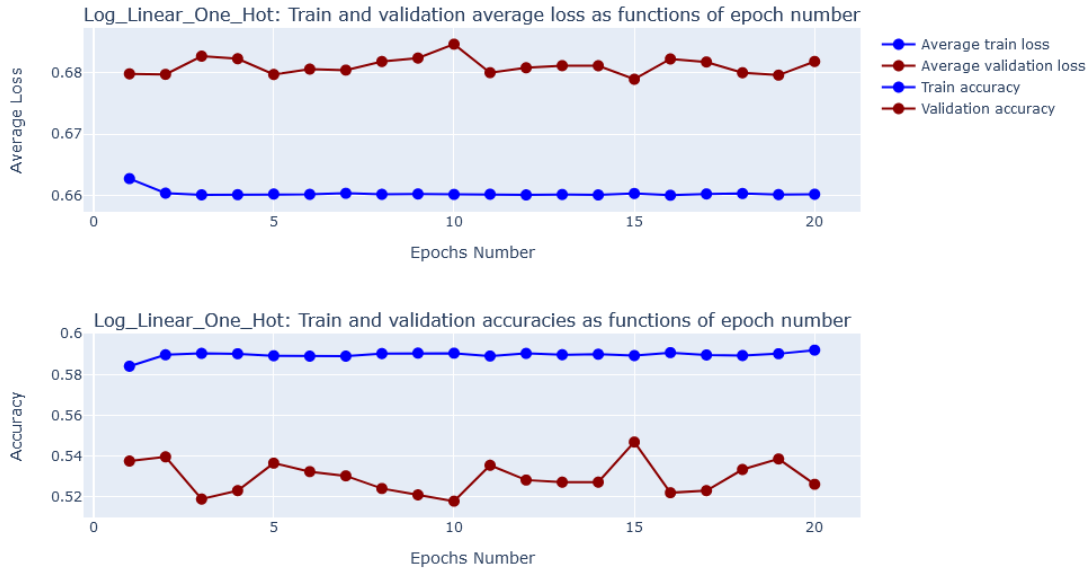 Log_Linear_One_Hot: Train and validation average loss as functions of epoch number
Average train loss
Average validation loss
Train accuracy
Validation accuracy
Average Loss
0.68
0.67
0.66
0 5 10 15 20
Epochs Number
Log_Linear_One_Hot: Train and validation accuracies as functions of epoch number
Accuracy
0.6
0.58
0.56
0.54
0.52
0 5 10 15 20
Epochs Number